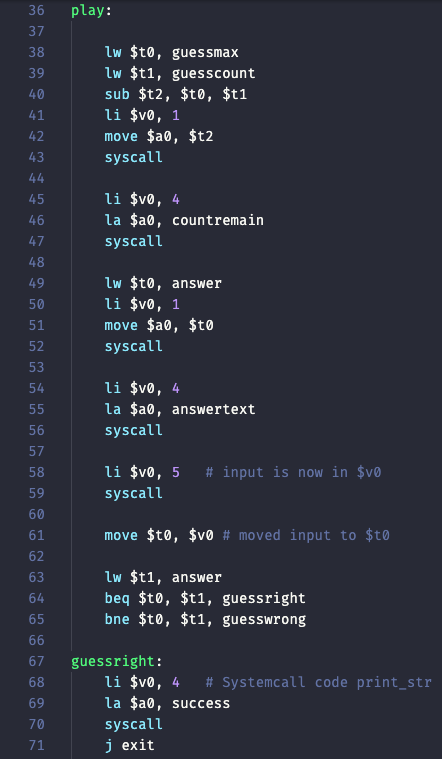 36 play:
37
38 lw $t0, guessmax
39 lw $t1, guesscount
40 sub $t2, $t0, $t1
41 li $v0, 1
42 move $a0, $t2
43 syscall
44
45 li $v0, 4
46 la $a0, countremain
47 syscall
48
49 lw $t0, answer
50 li $v0, 1
51 move $a0, $t0
52 syscall
53
54 li $v0, 4
55 la $a0, answertext
56 syscall
57
58 li $v0, 5 # input is now in $v0
59 syscall
60
61 move $t0, $v0 # moved input to $t0
62
63 lw $t1, answer
64 beq $t0, $t1, guessright
65 bne $t0, $t1, guesswrong
66
67 guessright:
68 li $v0, 4 # Systemcall code print_str
69 la $a0, success
70 syscall
71 j exit